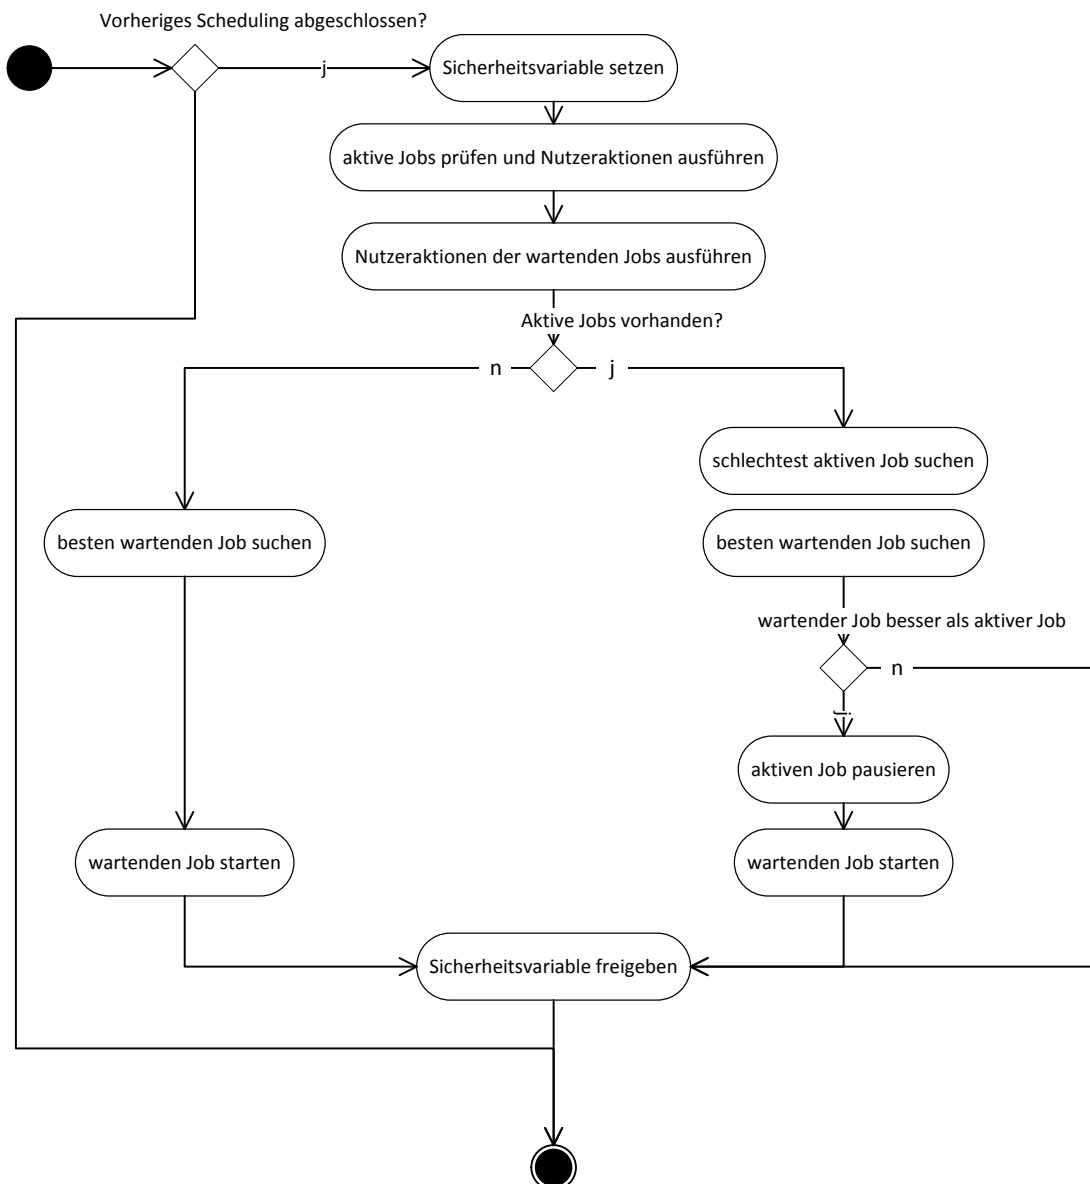 Vorheriges Scheduling abgeschlossen?
j
Sicherheitsvariable setzen
aktive Jobs prüfen und Nutzeraktionen ausführen
Nutzeraktionen der wartenden Jobs ausführen
Aktive Jobs vorhanden?
n
j
schlechtest aktiven Job suchen
besten wartenden Job suchen
besten wartenden Job suchen
wartender Job besser als aktiver Job
n
j
aktiven Job pausieren
wartenden Job starten
wartenden Job starten
Sicherheitsvariable freigeben